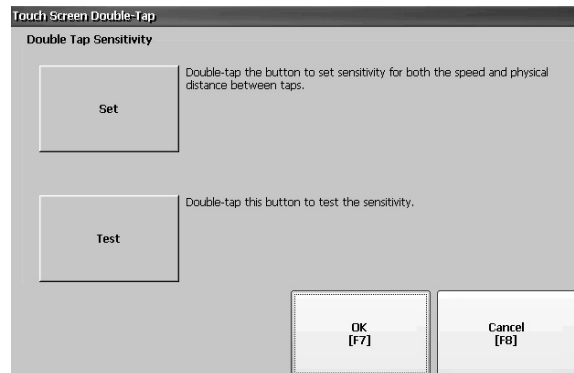 Touch Screen Double-Tap
Double Tap Sensitivity
Set
Double-tap the button to set sensitivity for both the speed and physical
distance between taps.
Test
Double-tap this button to test the sensitivity.
OK
[F7]
Cancel
[F8]